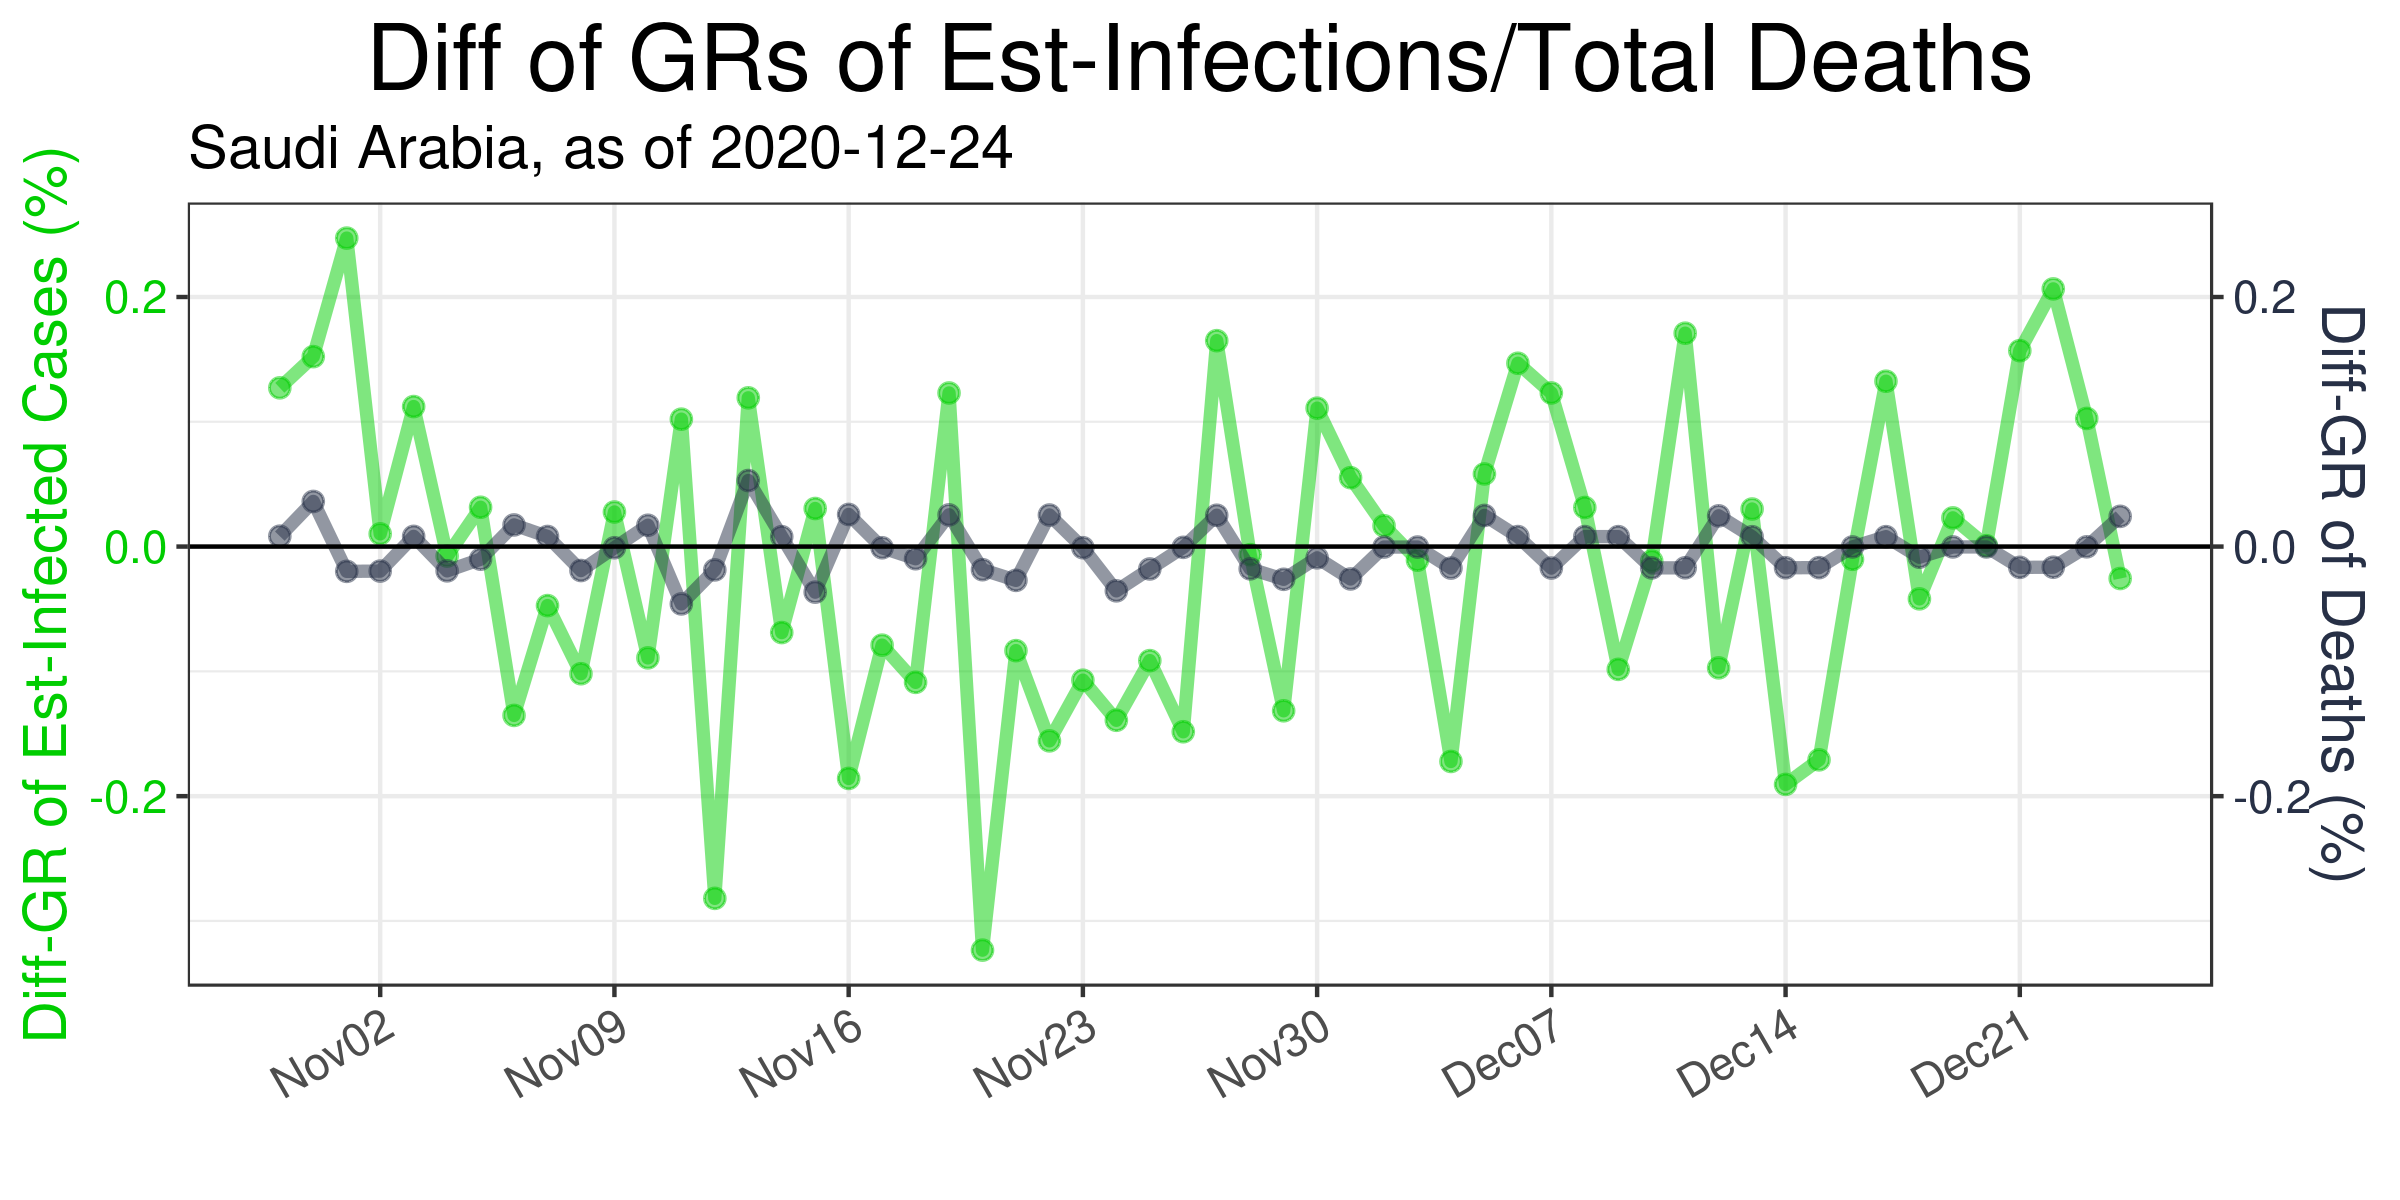 Diff of GRs of Est-Infections/Total Deaths
Saudi Arabia, as of 2020-12-24
Diff-GR of Est-Infected Cases (%)
0.2
0.0
-0.2
0.2
0.0
-0.2
Diff-GR of Deaths (%)
Nov02
Nov09
Nov16
Nov23
Nov30
Dec07
Dec14
Dec21